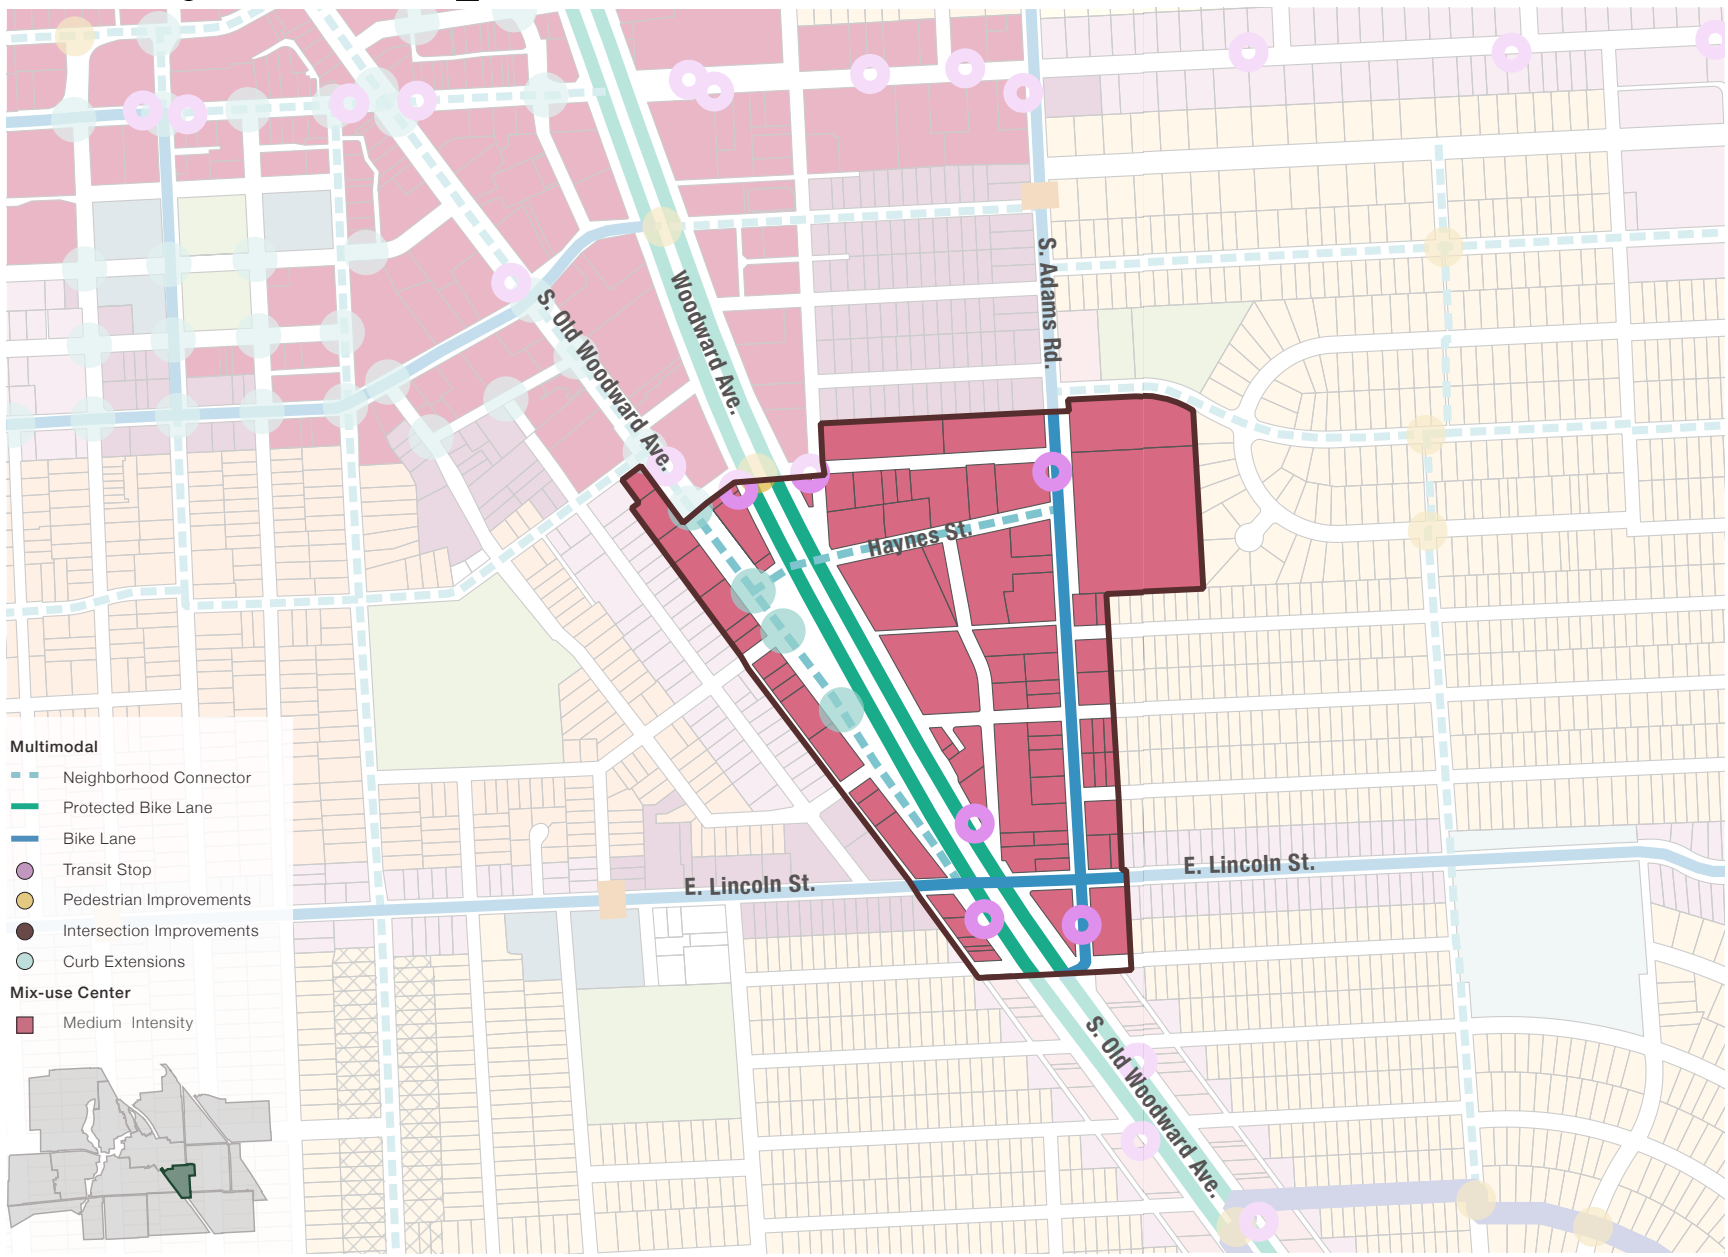 S. Adams Rd.
Woodward Ave.
S. Old Woodward Ave.
Haynes St.
E. Lincoln St.
E. Lincoln St.
S. Old Woodward Ave.
Multimodal
Neighborhood Connector
Protected Bike Lane
Bike Lane
Transit Stop
Pedestrian Improvements
Intersection Improvements
Curb Extensions
Mix-use Center
Medium Intensity